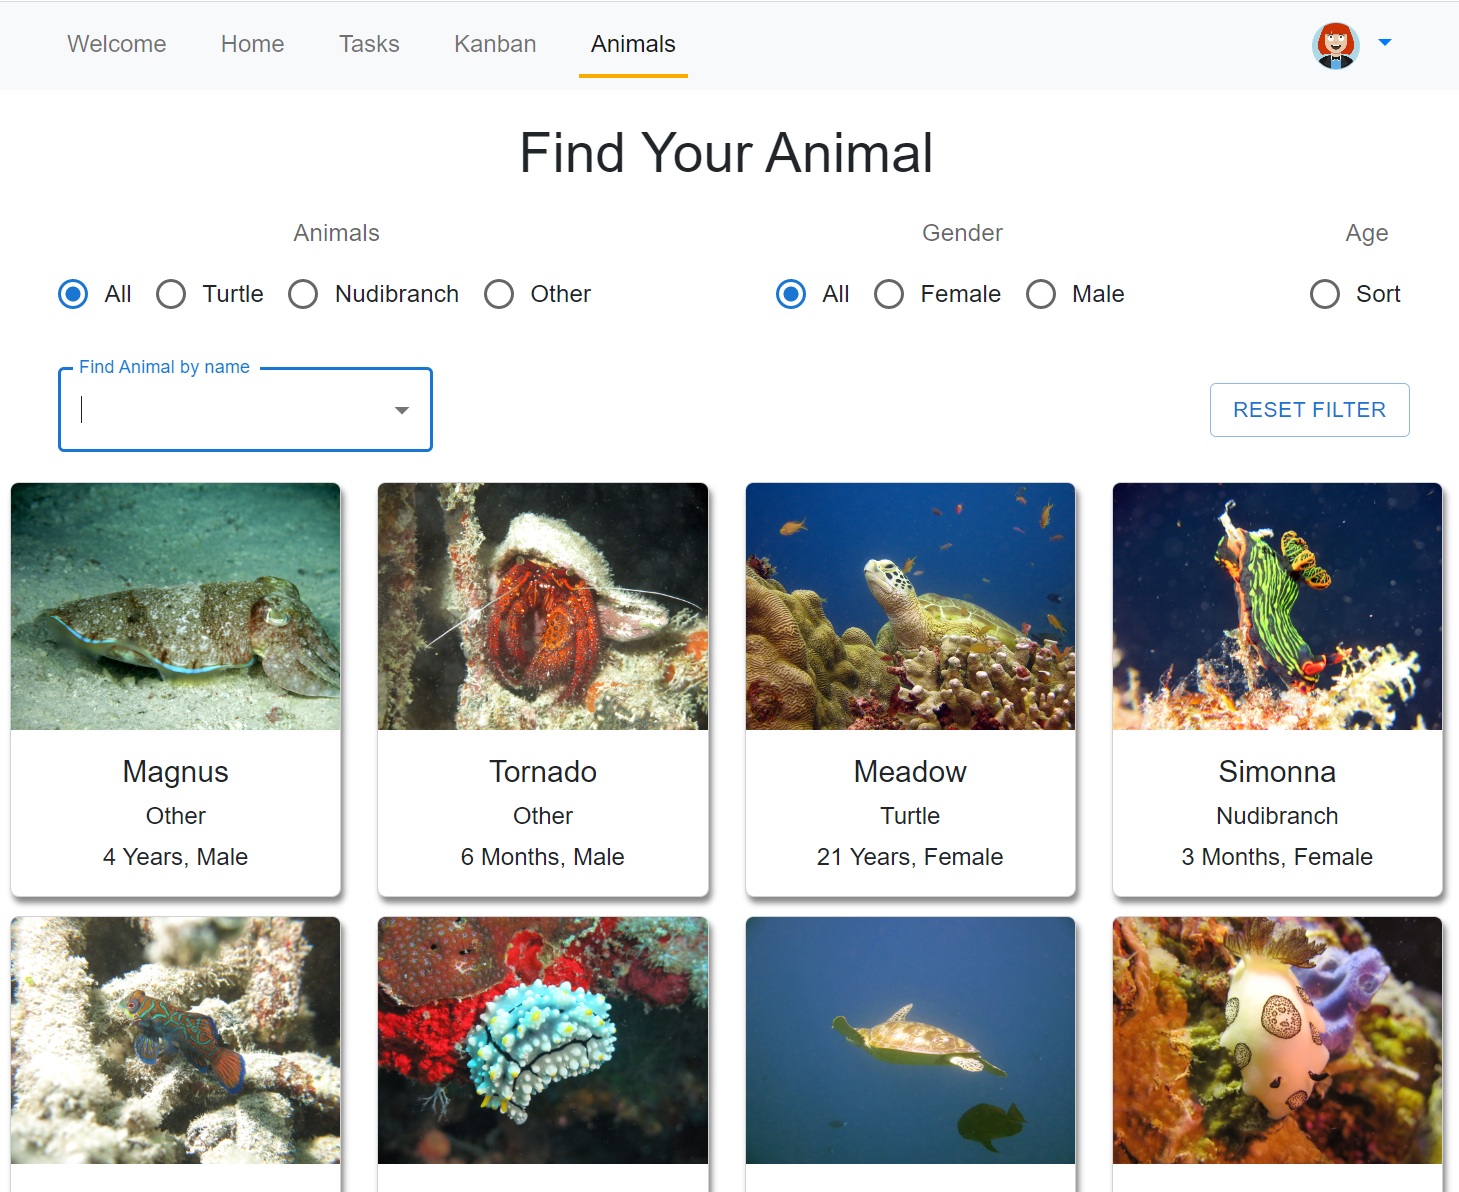 Welcome Home Tasks Kanban Animals
Find Your Animal
Animals Gender Age
All Turtle Nudibranch Other All Female Male Sort
Find Animal by name
RESET FILTER
Magnus Tornado Meadow Simonna
Other Other Turtle Nudibranch
4 Years, Male 6 Months, Male 21 Years, Female 3 Months, Female